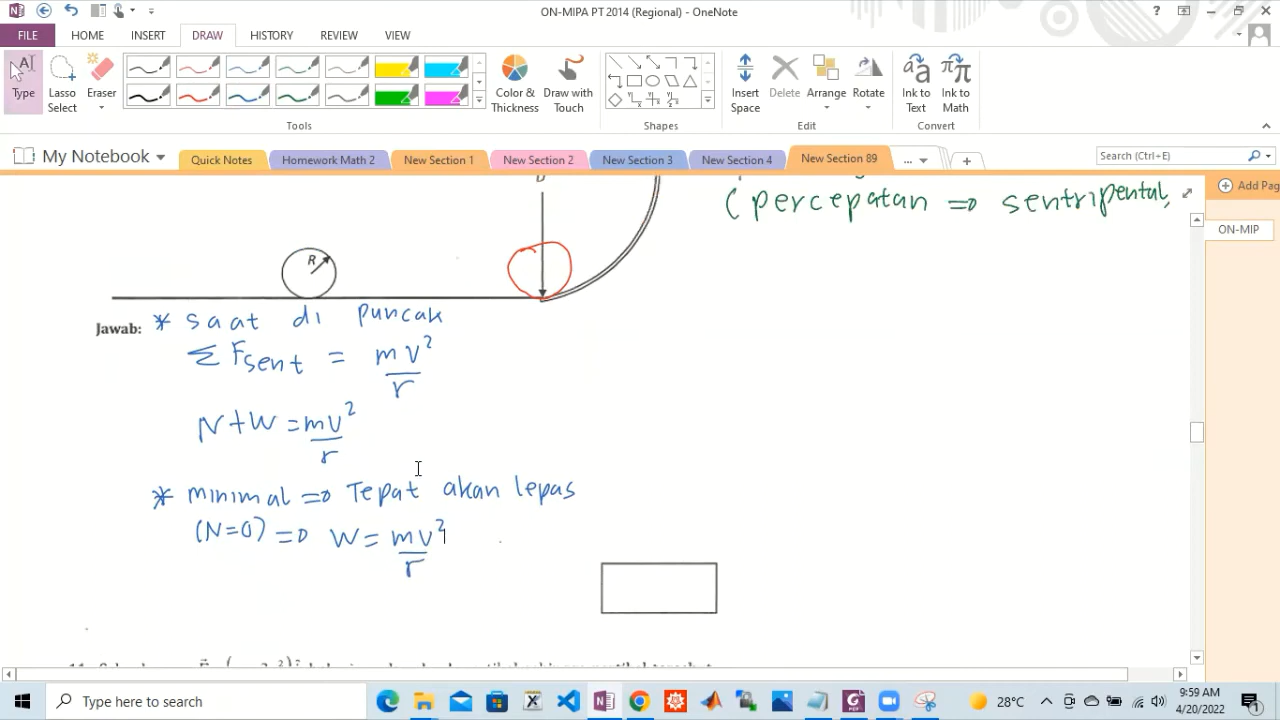 ON-MIPA PT 2014 (Regional) - OneNote
FILE HOME INSERT DRAW HISTORY REVIEW VIEW
Type
Lasso Select
Eraser
Color & Thickness
Draw with Touch
Insert Space
Delete
Arrange
Rotate
Ink to Text
Ink to Math
Tools
Shapes
Edit
Convert
My Notebook
Quick Notes
Homework Math 2
New Section 1
New Section 2
New Section 3
New Section 4
New Section 89
...
+
Search (Ctrl+E)
Add Pag
ON-MIP
(percepatan => sentripental,
R
Jawab: * saat di puncak
Σ Fsent = mv²/r
N+W = mv²/r
* minimal => Tepat akan lepas
(N=0) => W = mv²/r
Type here to search
28°C
9:59 AM
4/20/2022